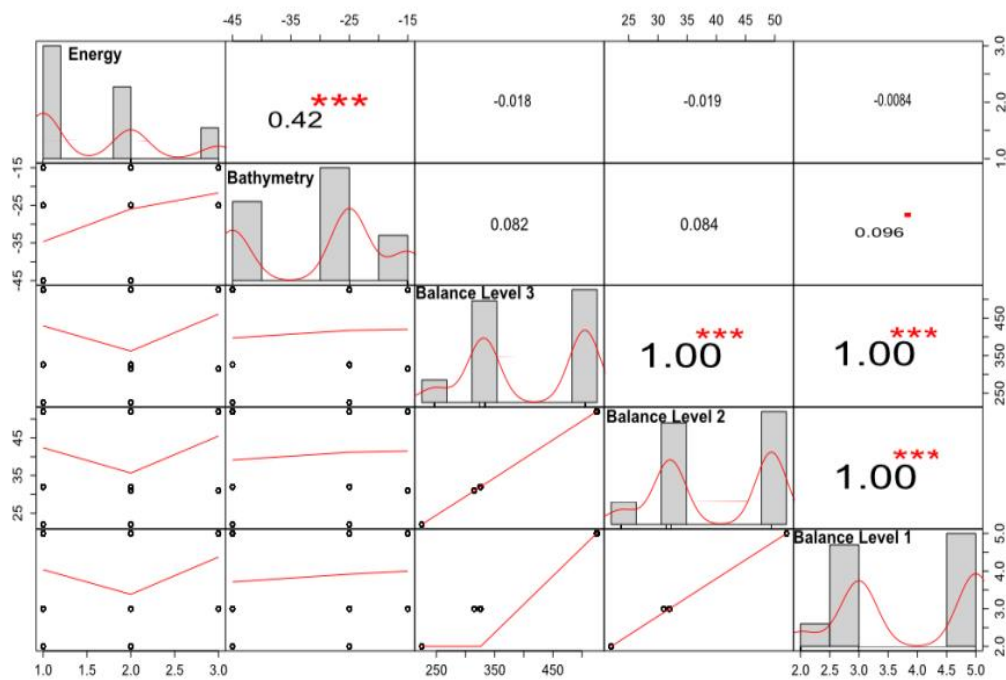 -45 -35 -25 -15 25 30 35 40 45 50
Energy 0.42 *** -0.018 -0.019 -0.0084 1.0 2.0 3.0
-45 -35 -25 -15 Bathymetry 0.082 0.084 0.096 .
Balance Level 3 1.00 *** 1.00 *** 250 350 450
25 35 45 Balance Level 2 1.00 ***
Balance Level 1 2.0 3.0 4.0 5.0
1.0 1.5 2.0 2.5 3.0 250 350 450 2.0 2.5 3.0 3.5 4.0 4.5 5.0